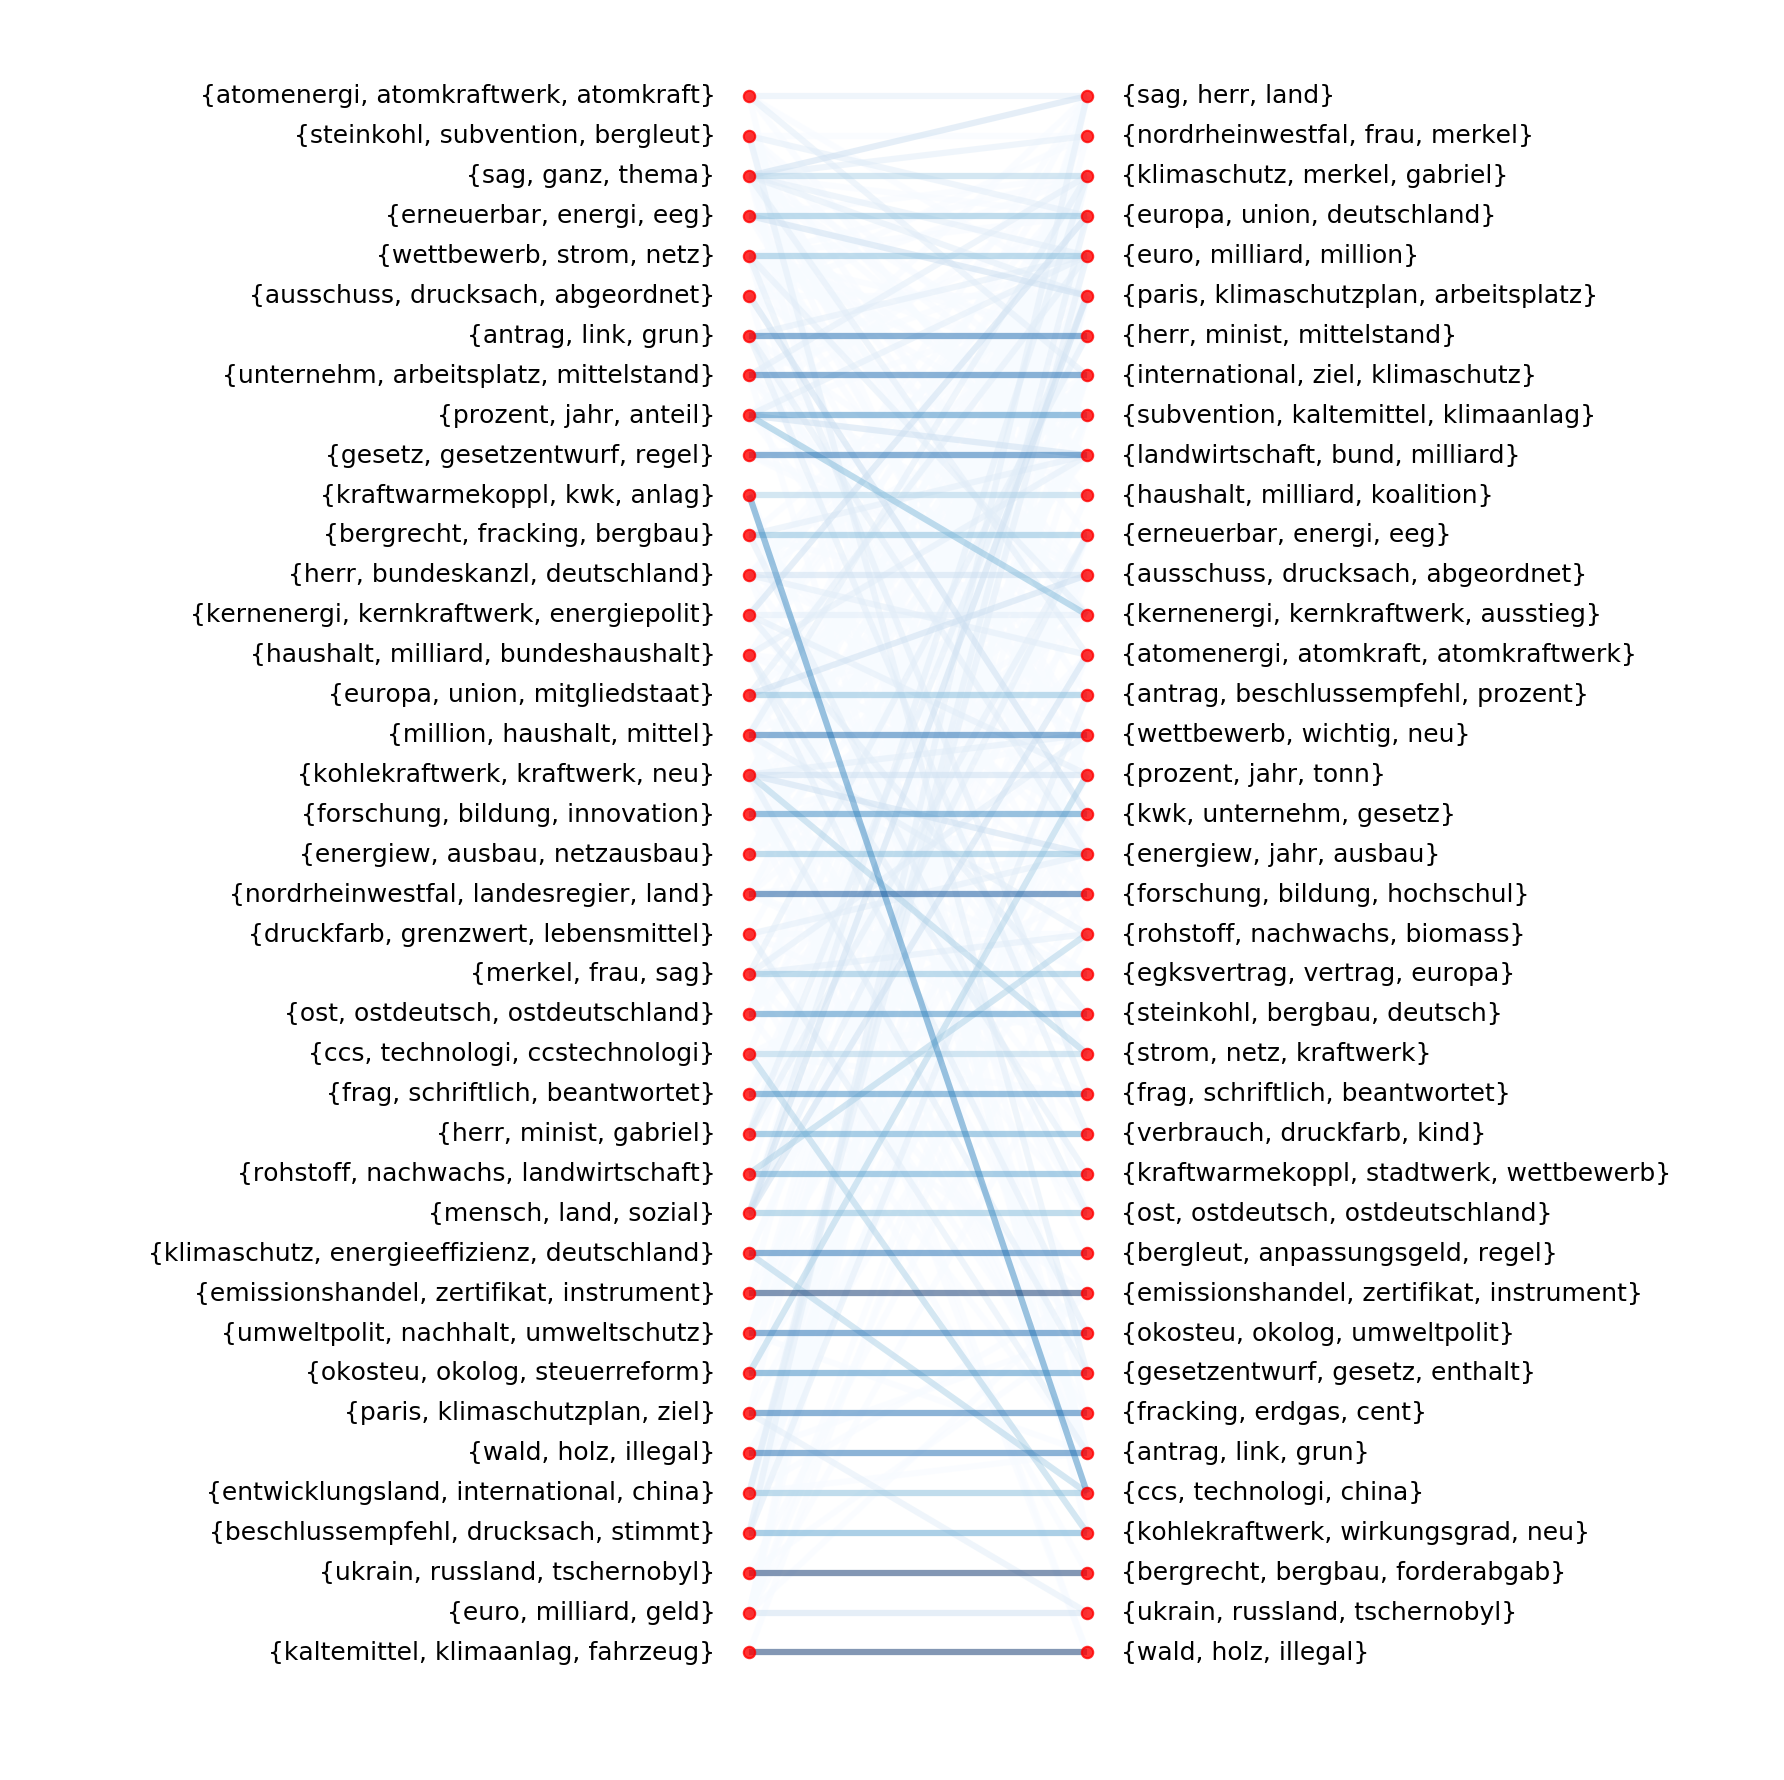 {atomenergi, atomkraftwerk, atomkraft} {sag, herr, land}
{steinkohl, subvention, bergleut} {nordrheinwestfal, frau, merkel}
{sag, ganz, thema} {klimaschutz, merkel, gabriel}
{erneuerbar, energi, eeg} {europa, union, deutschland}
{wettbewerb, strom, netz} {euro, milliard, million}
{ausschuss, drucksach, abgeordnet} {paris, klimaschutzplan, arbeitsplatz}
{antrag, link, grun} {herr, minist, mittelstand}
{unternehm, arbeitsplatz, mittelstand} {international, ziel, klimaschutz}
{prozent, jahr, anteil} {subvention, kaltemittel, klimaanlag}
{gesetz, gesetzentwurf, regel} {landwirtschaft, bund, milliard}
{kraftwarmekoppl, kwk, anlag} {haushalt, milliard, koalition}
{bergrecht, fracking, bergbau} {erneuerbar, energi, eeg}
{herr, bundeskanzl, deutschland} {ausschuss, drucksach, abgeordnet}
{kernenergi, kernkraftwerk, energiepolit} {kernenergi, kernkraftwerk, ausstieg}
{haushalt, milliard, bundeshaushalt} {atomenergi, atomkraft, atomkraftwerk}
{europa, union, mitgliedstaat} {antrag, beschlussempfehl, prozent}
{million, haushalt, mittel} {wettbewerb, wichtig, neu}
{kohlekraftwerk, kraftwerk, neu} {prozent, jahr, tonn}
{forschung, bildung, innovation} {kwk, unternehm, gesetz}
{energiew, ausbau, netzausbau} {energiew, jahr, ausbau}
{nordrheinwestfal, landesregier, land} {forschung, bildung, hochschul}
{druckfarb, grenzwert, lebensmittel} {rohstoff, nachwachs, biomass}
{merkel, frau, sag} {egksvertrag, vertrag, europa}
{ost, ostdeutsch, ostdeutschland} {steinkohl, bergbau, deutsch}
{ccs, technologi, ccstechnologi} {strom, netz, kraftwerk}
{frag, schriftlich, beantwortet} {frag, schriftlich, beantwortet}
{herr, minist, gabriel} {verbrauch, druckfarb, kind}
{rohstoff, nachwachs, landwirtschaft} {kraftwarmekoppl, stadtwerk, wettbewerb}
{mensch, land, sozial} {ost, ostdeutsch, ostdeutschland}
{klimaschutz, energieeffizienz, deutschland} {bergleut, anpassungsgeld, regel}
{emissionshandel, zertifikat, instrument} {emissionshandel, zertifikat, instrument}
{umweltpolit, nachhalt, umweltschutz} {okosteu, okolog, umweltpolit}
{okosteu, okolog, steuerreform} {gesetzentwurf, gesetz, enthalt}
{paris, klimaschutzplan, ziel} {fracking, erdgas, cent}
{wald, holz, illegal} {antrag, link, grun}
{entwicklungsland, international, china} {ccs, technologi, china}
{beschlussempfehl, drucksach, stimmt} {kohlekraftwerk, wirkungsgrad, neu}
{ukrain, russland, tschernobyl} {bergrecht, bergbau, forderabgab}
{euro, milliard, geld} {ukrain, russland, tschernobyl}
{kaltemittel, klimaanlag, fahrzeug} {wald, holz, illegal}